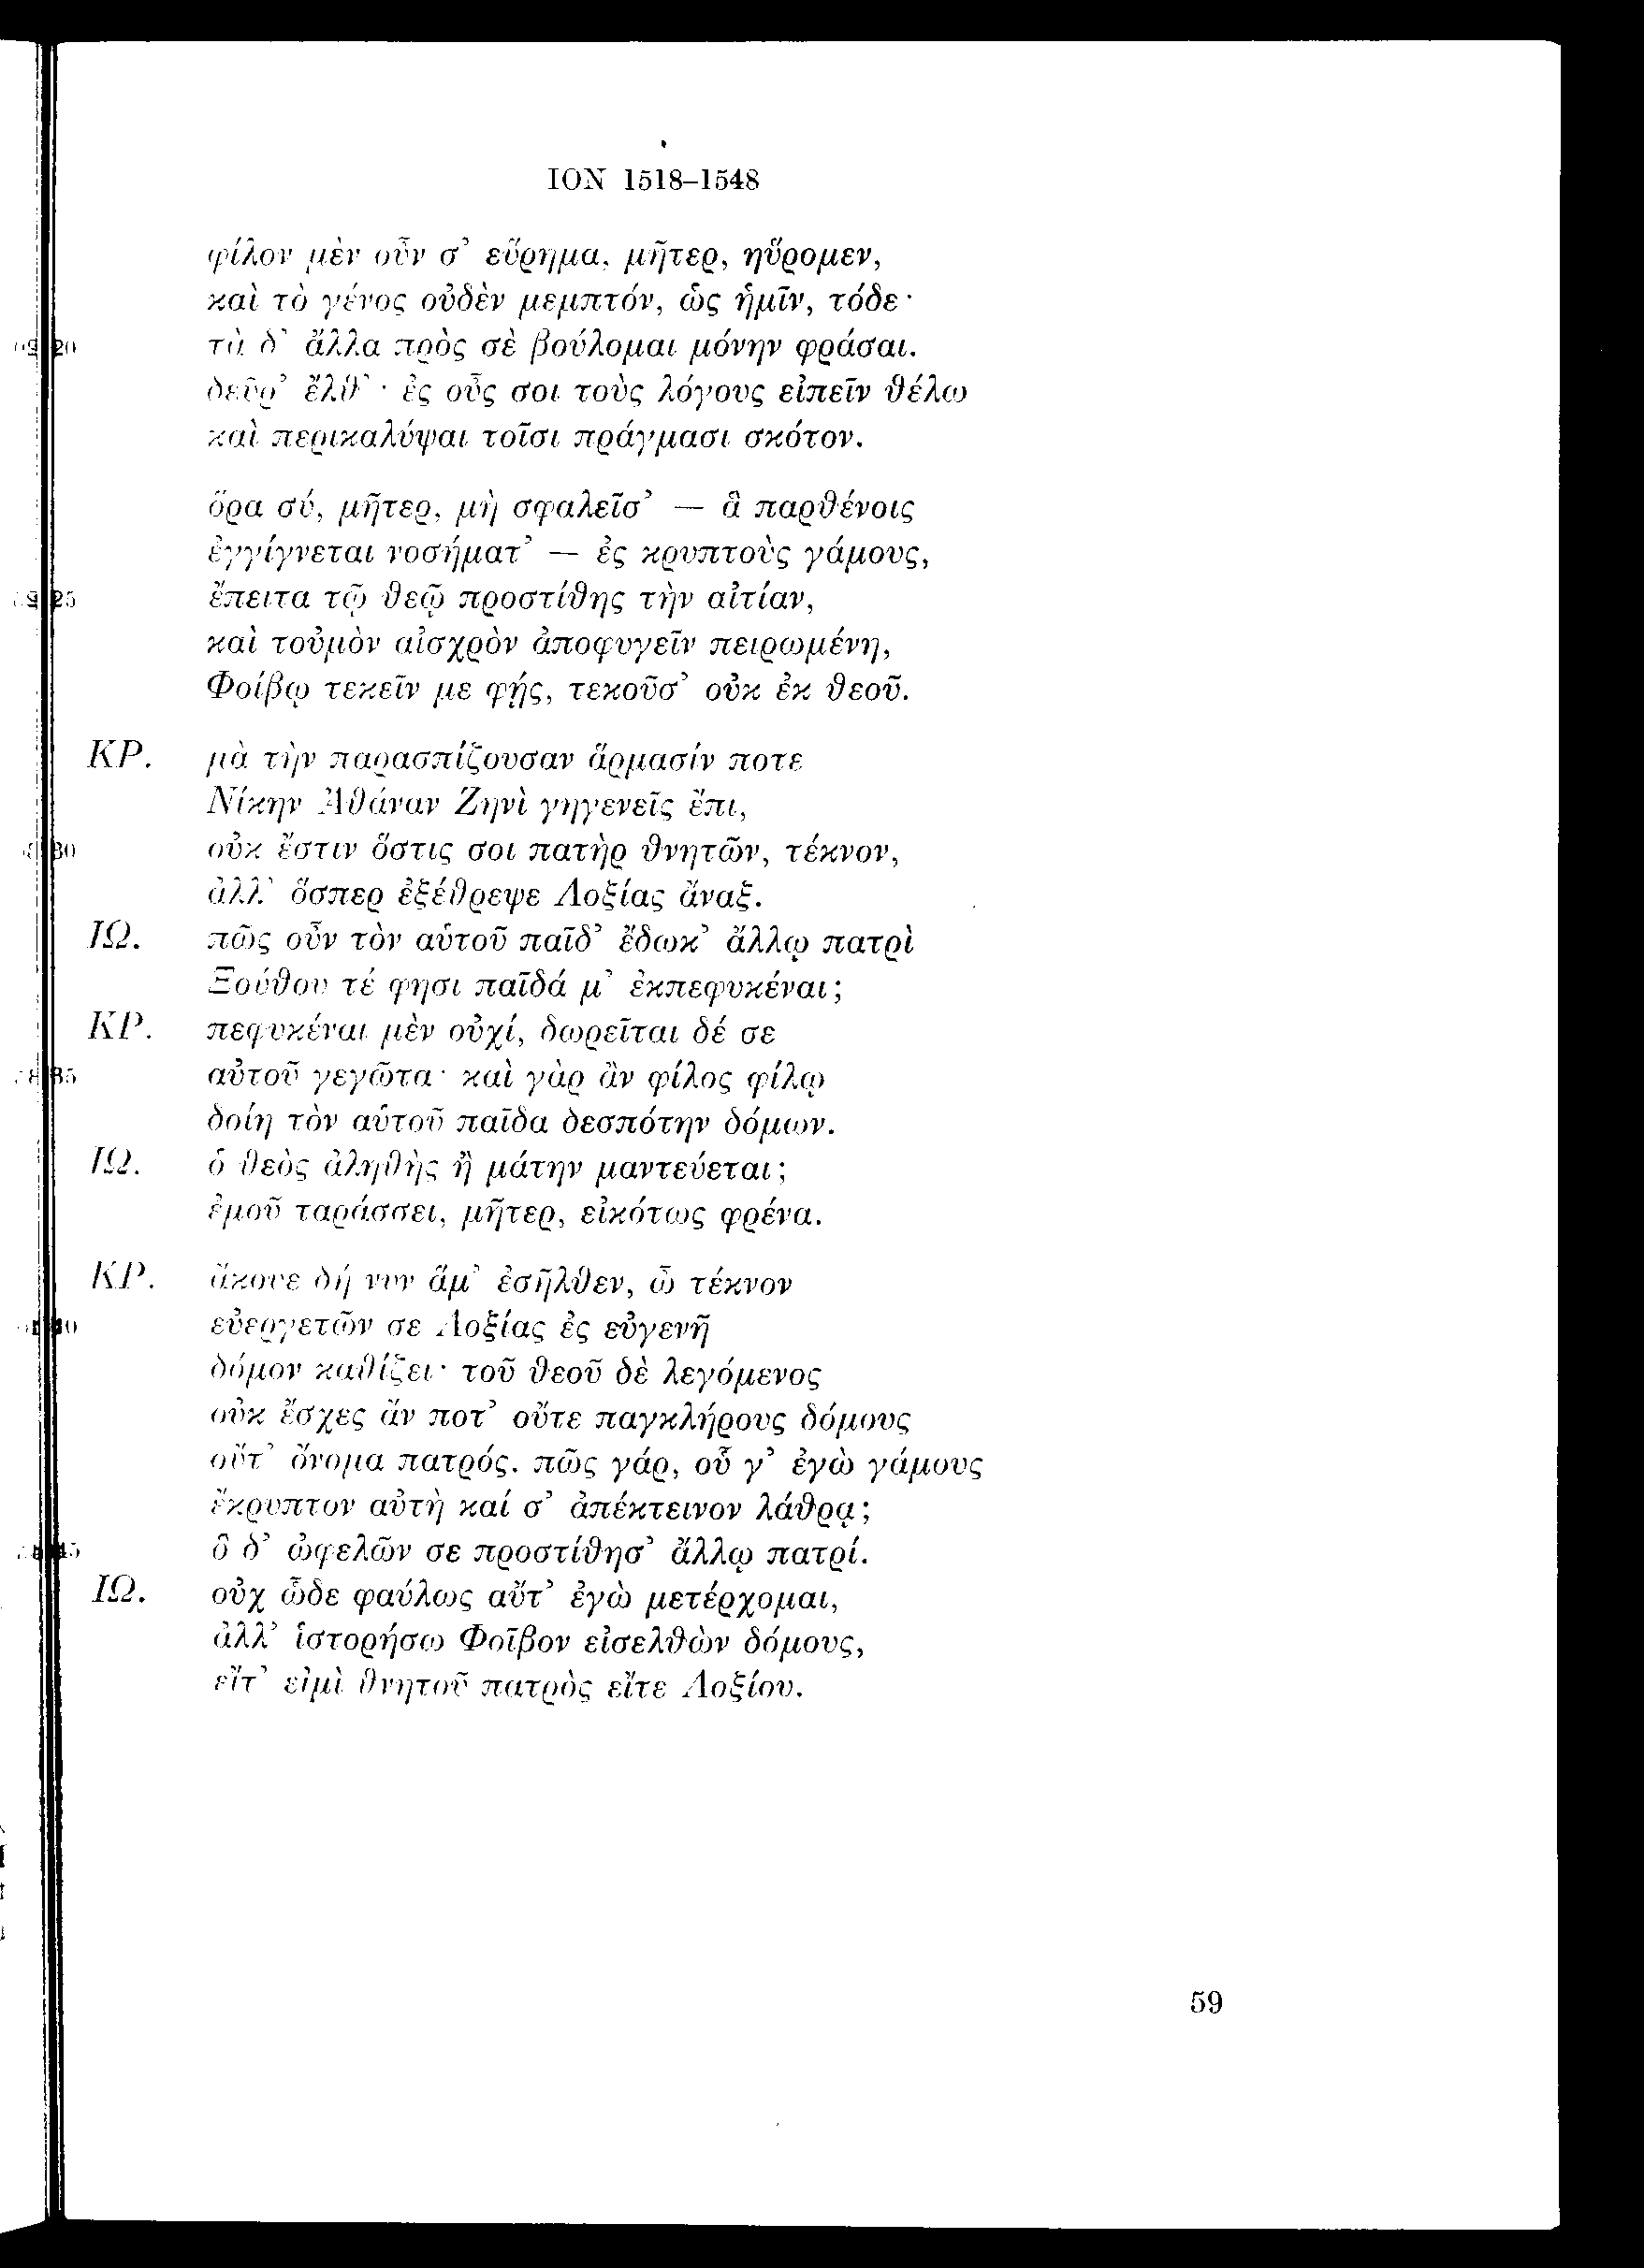 ION 1518–1548
φίλον μὲν οὖν σ’ εὕρημα, μῆτερ, ηὕρομεν,
καὶ τὸ γένος οὐδὲν μεμπτόν, ὡς ἡμῖν, τόδε·
20 τὰ δ’ ἄλλα πρὸς σὲ βούλομαι μόνην φράσαι.
δεῦρ’ ἔλθ’· ἐς οὖς σοι τοὺς λόγους εἰπεῖν θέλω
καὶ περικαλύψαι τοῖσι πράγμασι σκότον.
ὅρα σύ, μῆτερ, μὴ σφαλεῖσ’ — ἃ παρθένοις
ἐγγίγνεται νοσήματ’ — ἐς κρυπτοὺς γάμους,
25 ἔπειτα τῷ θεῷ προστίθης τὴν αἰτίαν,
καὶ τοὐμὸν αἰσχρὸν ἀποφυγεῖν πειρωμένη,
Φοίβῳ τεκεῖν με φῄς, τεκοῦσ’ οὐκ ἐκ θεοῦ.
ΚΡ. μὰ τὴν παρασπίζουσαν ἅρμασίν ποτε
Νίκην Ἀθάναν Ζηνὶ γηγενεῖς ἔπι,
30 οὐκ ἔστιν ὅστις σοι πατὴρ θνητῶν, τέκνον,
ἀλλ’ ὅσπερ ἐξέθρεψε Λοξίας ἄναξ.
ΙΩ. πῶς οὖν τὸν αὑτοῦ παῖδ’ ἔδωκ’ ἄλλῳ πατρὶ
Ξούθου τέ φησι παῖδά μ’ ἐκπεφυκέναι;
ΚΡ. πεφυκέναι μὲν οὐχί, δωρεῖται δέ σε
35 αὐτοῦ γεγῶτα· καὶ γὰρ ἂν φίλος φίλῳ
δοίη τὸν αὑτοῦ παῖδα δεσπότην δόμων.
ΙΩ. ὁ θεὸς ἀληθὴς ἢ μάτην μαντεύεται;
ἐμοῦ ταράσσει, μῆτερ, εἰκότως φρένα.
ΚΡ. ἄκουε δή νυν ἅμ’ ἐσῆλθεν, ὦ τέκνον
εὐεργετῶν σε Λοξίας ἐς εὐγενῆ
δόμον καθίζει· τοῦ θεοῦ δὲ λεγόμενος
οὐκ ἔσχες ἄν ποτ’ οὔτε παγκλήρους δόμους
οὔτ’ ὄνομα πατρός. πῶς γάρ, οὗ γ’ ἐγὼ γάμους
ἔκρυπτον αὐτὴ καί σ’ ἀπέκτεινον λάθρᾳ;
ὃ δ’ ὠφελῶν σε προστίθησ’ ἄλλῳ πατρί.
ΙΩ. οὐχ ὧδε φαύλως αὔτ’ ἐγὼ μετέρχομαι,
ἀλλ’ ἱστορήσω Φοῖβον εἰσελθὼν δόμους,
εἴτ’ εἰμὶ θνητοῦ πατρὸς εἴτε Λοξίου.
59